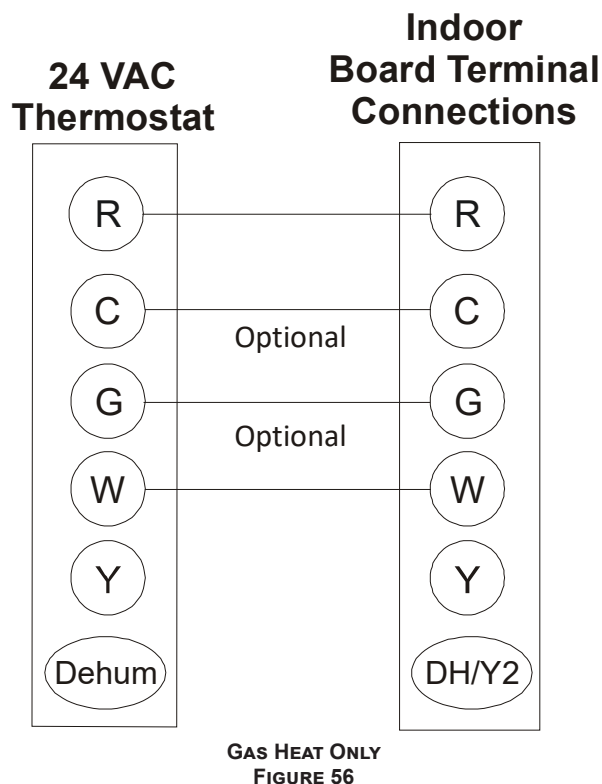 24 VAC
Thermostat
Indoor
Board Terminal
Connections
R
R
C
C
Optional
G
G
Optional
W
W
Y
Y
Dehum
DH/Y2
GAS HEAT ONLY
FIGURE 56